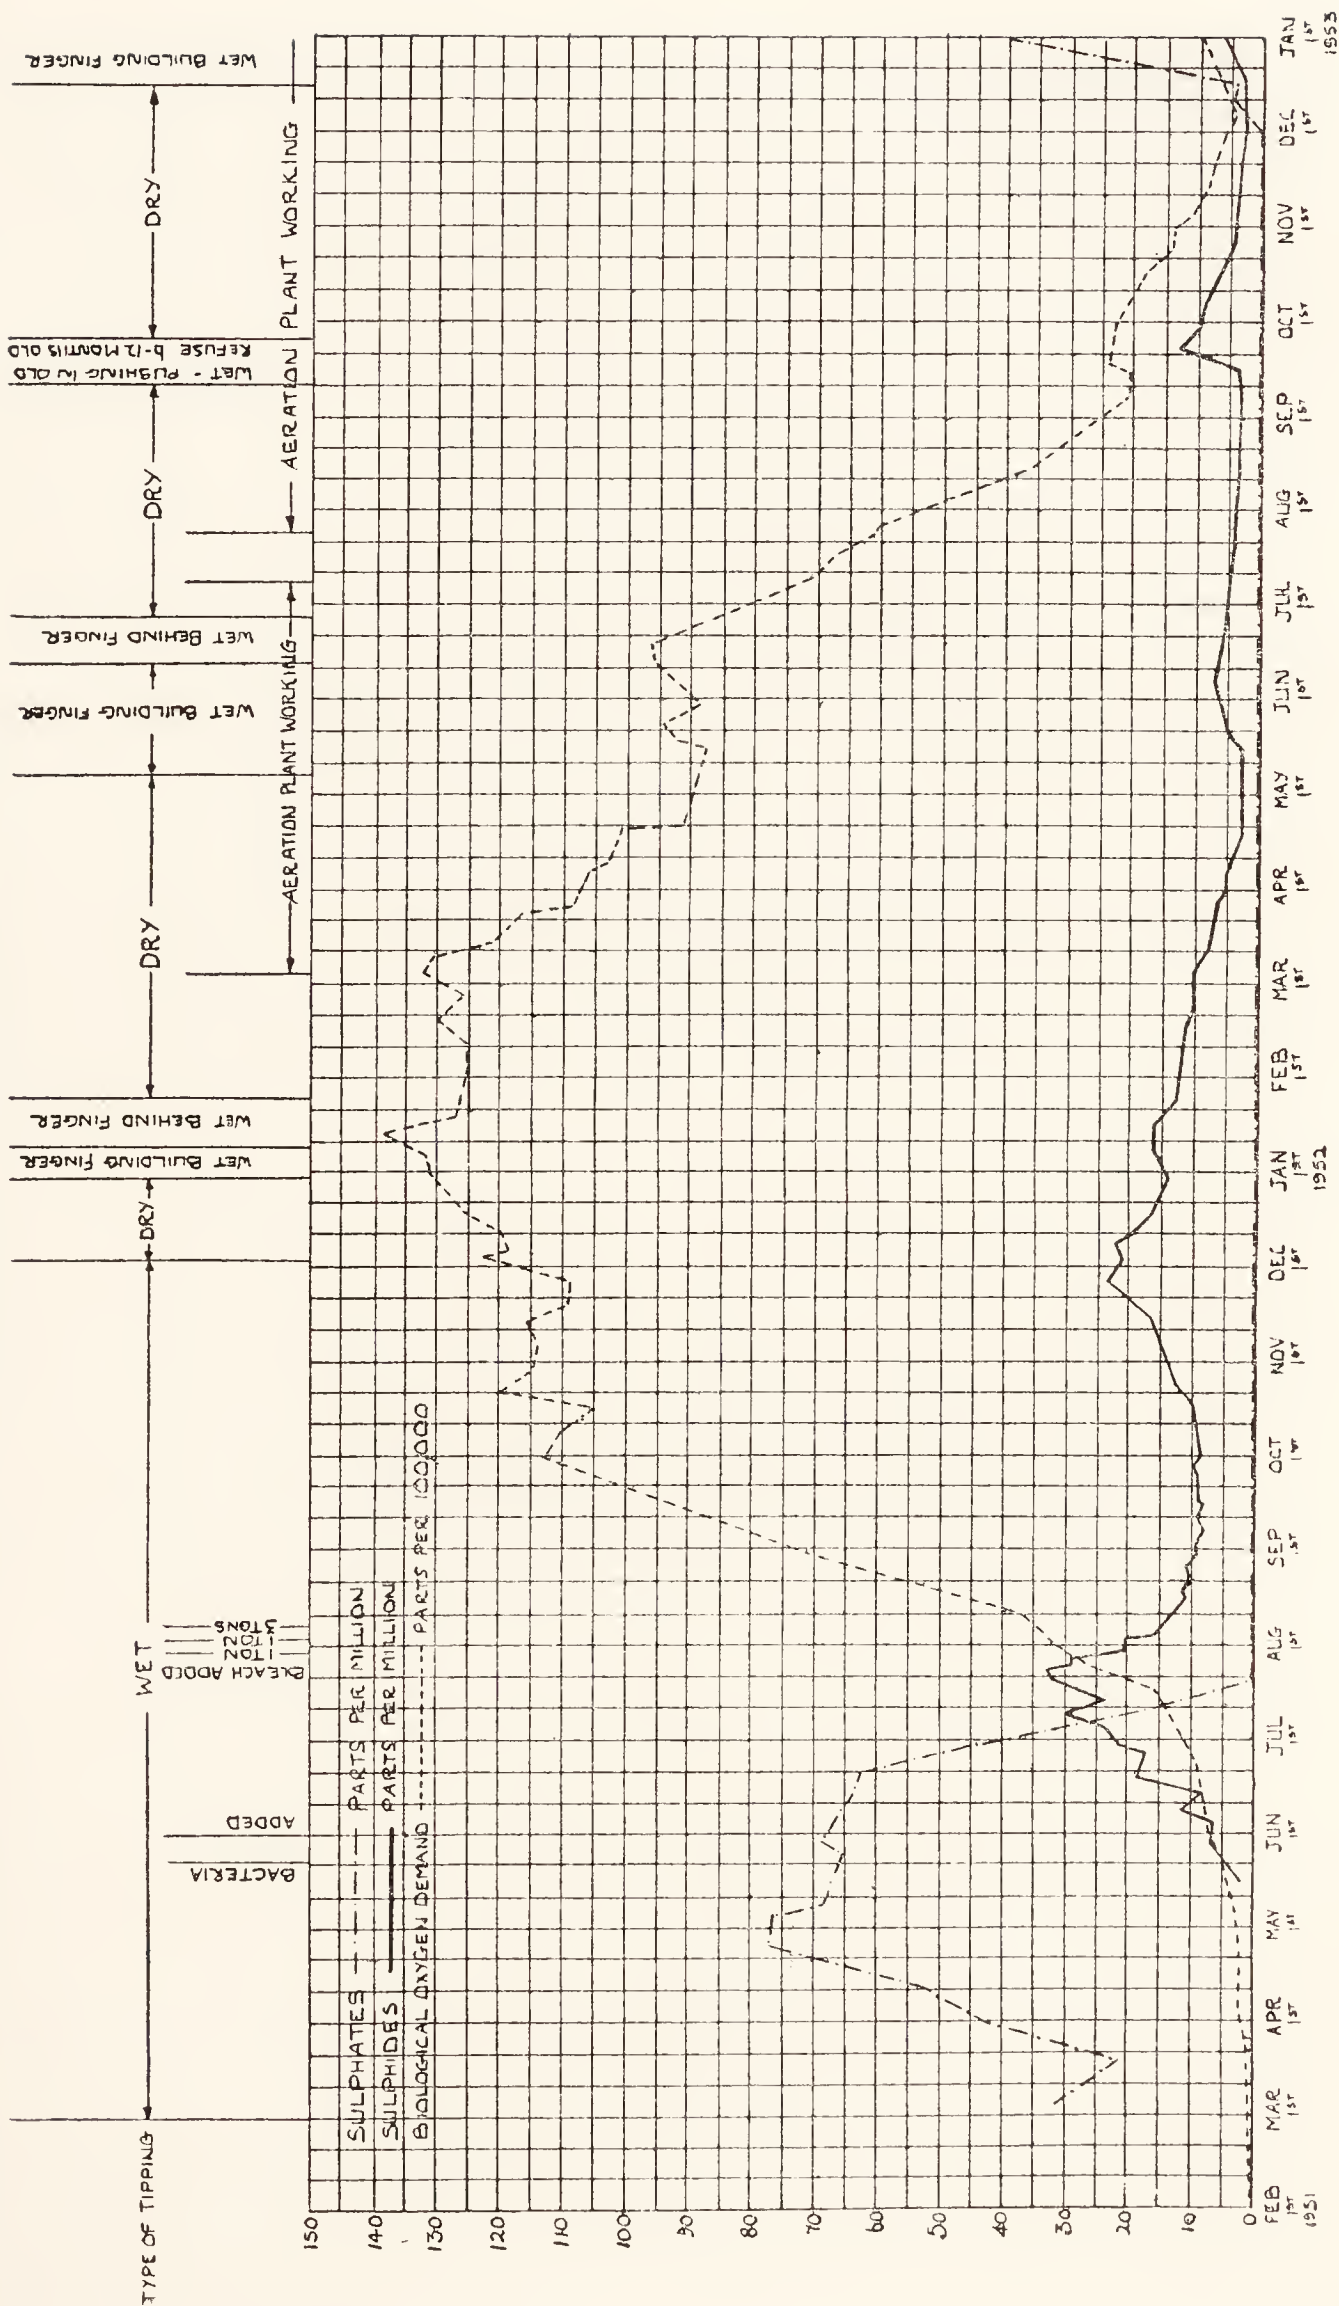 TYPE OF TIPPING
WET
DRY
WET BUILDING FINGER
WET BEHIND FINGER
DRY
WET BUILDING FINGER
WET BEHIND FINGER
DRY
WET - PUSHING IN OLD
REFUSE 6-12 MONTHS OLD
DRY
WET BUILDING FINGER
BACTERIA
ADDED
BLEACH ADDED
1 TON
1 TON
3 TONS
AERATION PLANT WORKING
AERATION PLANT WORKING
SULPHATES PARTS PER MILLION
SULPHIDES PARTS PER MILLION
BIOLOGICAL OXYGEN DEMAND PARTS PER 100,000
150
140
130
120
110
100
90
80
70
60
50
40
30
20
10
0
FEB 1ST 1951
MAR 1ST
APR 1ST
MAY 1ST
JUN 1ST
JUL 1ST
AUG 1ST
SEP 1ST
OCT 1ST
NOV 1ST
DEC 1ST
JAN 1ST 1952
FEB 1ST
MAR 1ST
APR 1ST
MAY 1ST
JUN 1ST
JUL 1ST
AUG 1ST
SEP 1ST
OCT 1ST
NOV 1ST
DEC 1ST
JAN 1ST 1953